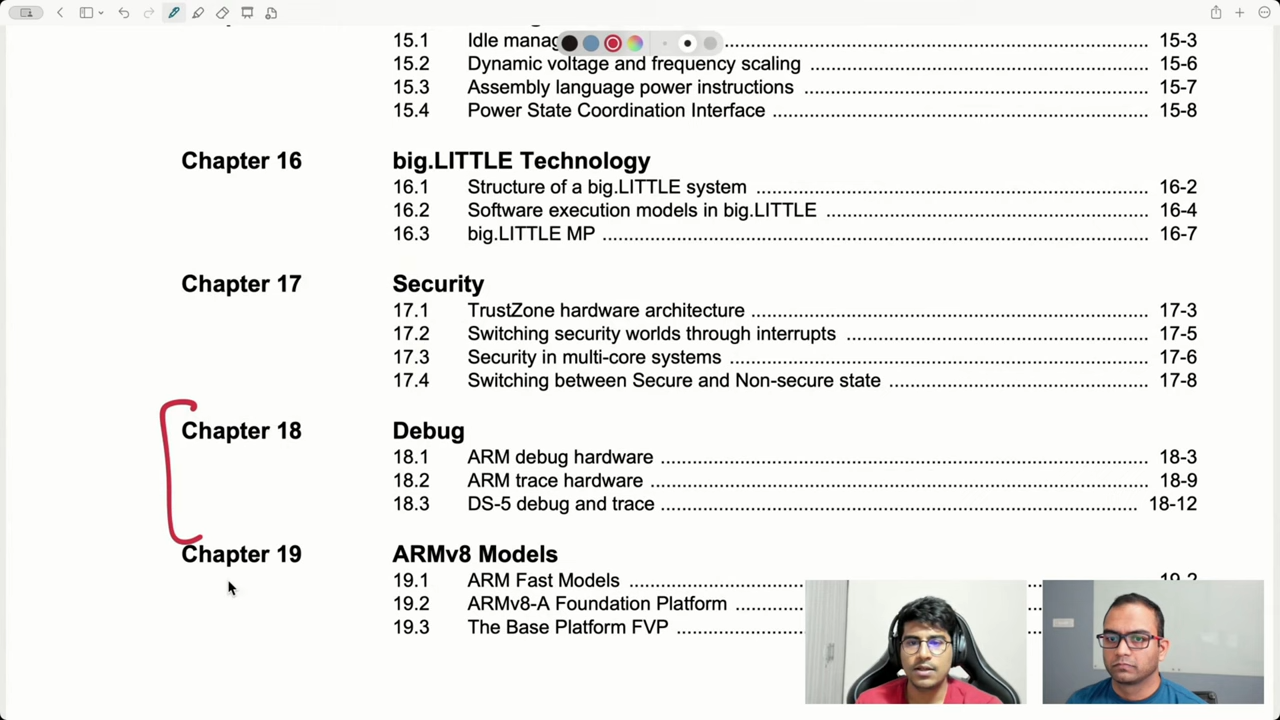 15.1 Idle manag ........ 15-3
15.2 Dynamic voltage and frequency scaling ........ 15-6
15.3 Assembly language power instructions ........ 15-7
15.4 Power State Coordination Interface ........ 15-8
Chapter 16 big.LITTLE Technology
16.1 Structure of a big.LITTLE system ........ 16-2
16.2 Software execution models in big.LITTLE ........ 16-4
16.3 big.LITTLE MP ........ 16-7
Chapter 17 Security
17.1 TrustZone hardware architecture ........ 17-3
17.2 Switching security worlds through interrupts ........ 17-5
17.3 Security in multi-core systems ........ 17-6
17.4 Switching between Secure and Non-secure state ........ 17-8
Chapter 18 Debug
18.1 ARM debug hardware ........ 18-3
18.2 ARM trace hardware ........ 18-9
18.3 DS-5 debug and trace ........ 18-12
Chapter 19 ARMv8 Models
19.1 ARM Fast Models ........ 19-2
19.2 ARMv8-A Foundation Platform ........
19.3 The Base Platform FVP ........